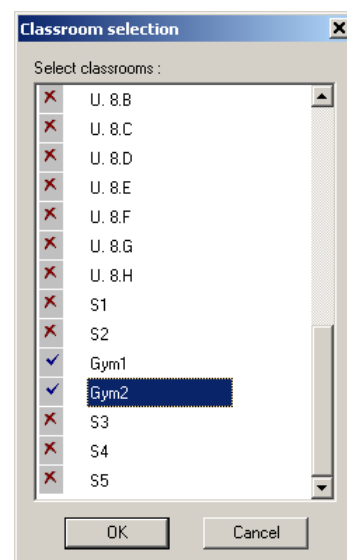 Classroom selection
Select classrooms :
U. 8.B
U. 8.C
U. 8.D
U. 8.E
U. 8.F
U. 8.G
U. 8.H
S1
S2
Gym1
Gym2
S3
S4
S5
OK Cancel